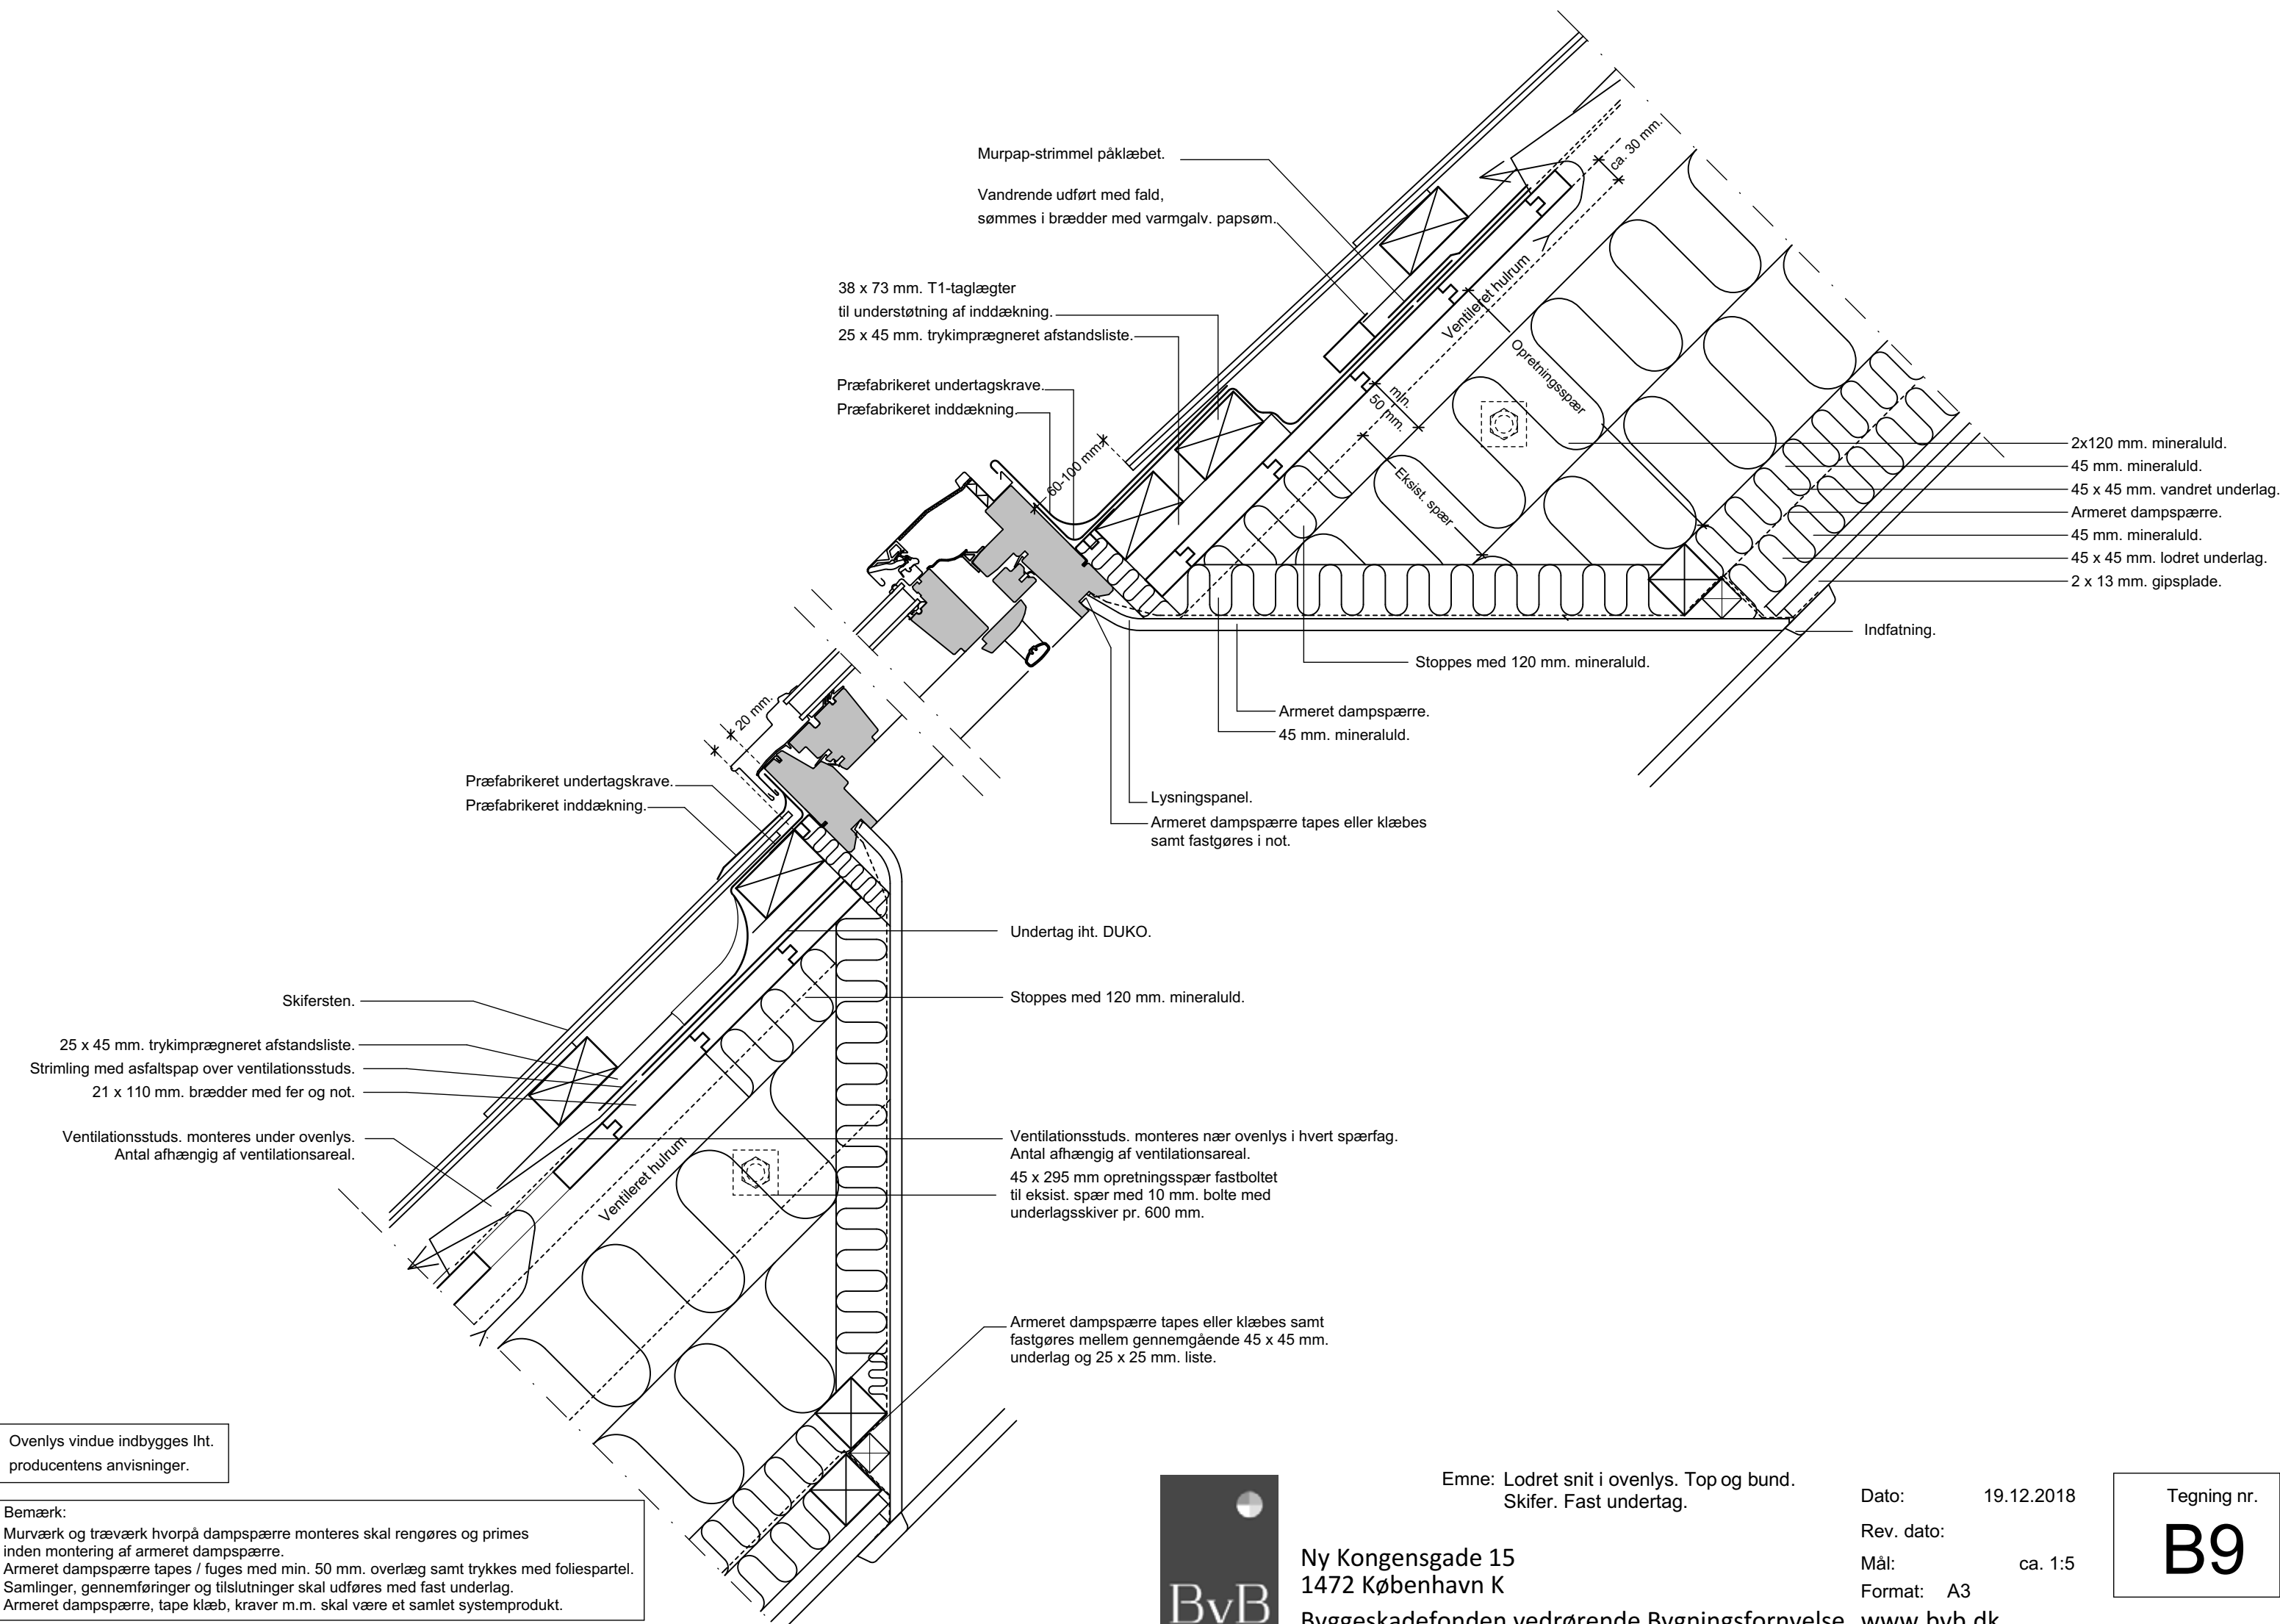 Murpap-strimmel påklæbet.
Vandrende udført med fald,
sømmes i brædder med varmgalv. papsøm.
38 x 73 mm. T1-taglægter
til understøtning af inddækning.
25 x 45 mm. trykimprægneret afstandsliste.
Præfabrikeret undertagskrave.
Præfabrikeret inddækning.
60-100 mm.
ca. 30 mm.
Ventileret hulrum
Opretningsspær
min.
50 mm.
Eksist. spær
2x120 mm. mineraluld.
45 mm. mineraluld.
45 x 45 mm. vandret underlag.
Armeret dampspærre.
45 mm. mineraluld.
45 x 45 mm. lodret underlag.
2 x 13 mm. gipsplade.
Indfatning.
Stoppes med 120 mm. mineraluld.
Armeret dampspærre.
45 mm. mineraluld.
Lysningspanel.
Armeret dampspærre tapes eller klæbes
samt fastgøres i not.
20 mm.
Præfabrikeret undertagskrave.
Præfabrikeret inddækning.
Undertag iht. DUKO.
Stoppes med 120 mm. mineraluld.
Skifersten.
25 x 45 mm. trykimprægneret afstandsliste.
Strimling med asfaltspap over ventilationsstuds.
21 x 110 mm. brædder med fer og not.
Ventilationsstuds. monteres under ovenlys.
Antal afhængig af ventilationsareal.
Ventileret hulrum
Ventilationsstuds. monteres nær ovenlys i hvert spærfag.
Antal afhængig af ventilationsareal.
45 x 295 mm opretningsspær fastboltet
til eksist. spær med 10 mm. bolte med
underlagsskiver pr. 600 mm.
Armeret dampspærre tapes eller klæbes samt
fastgøres mellem gennemgående 45 x 45 mm.
underlag og 25 x 25 mm. liste.
Ovenlys vindue indbygges Iht.
producentens anvisninger.
Bemærk:
Murværk og træværk hvorpå dampspærre monteres skal rengøres og primes
inden montering af armeret dampspærre.
Armeret dampspærre tapes / fuges med min. 50 mm. overlæg samt trykkes med foliespartel.
Samlinger, gennemføringer og tilslutninger skal udføres med fast underlag.
Armeret dampspærre, tape klæb, kraver m.m. skal være et samlet systemprodukt.
BvB
Emne: Lodret snit i ovenlys. Top og bund.
Skifer. Fast undertag.
Ny Kongensgade 15
1472 København K
Byggeskadefonden vedrørende Bygningsfornyelse www.bvb.dk
Dato: 19.12.2018
Rev. dato:
Mål: ca. 1:5
Format: A3
Tegning nr.
B9